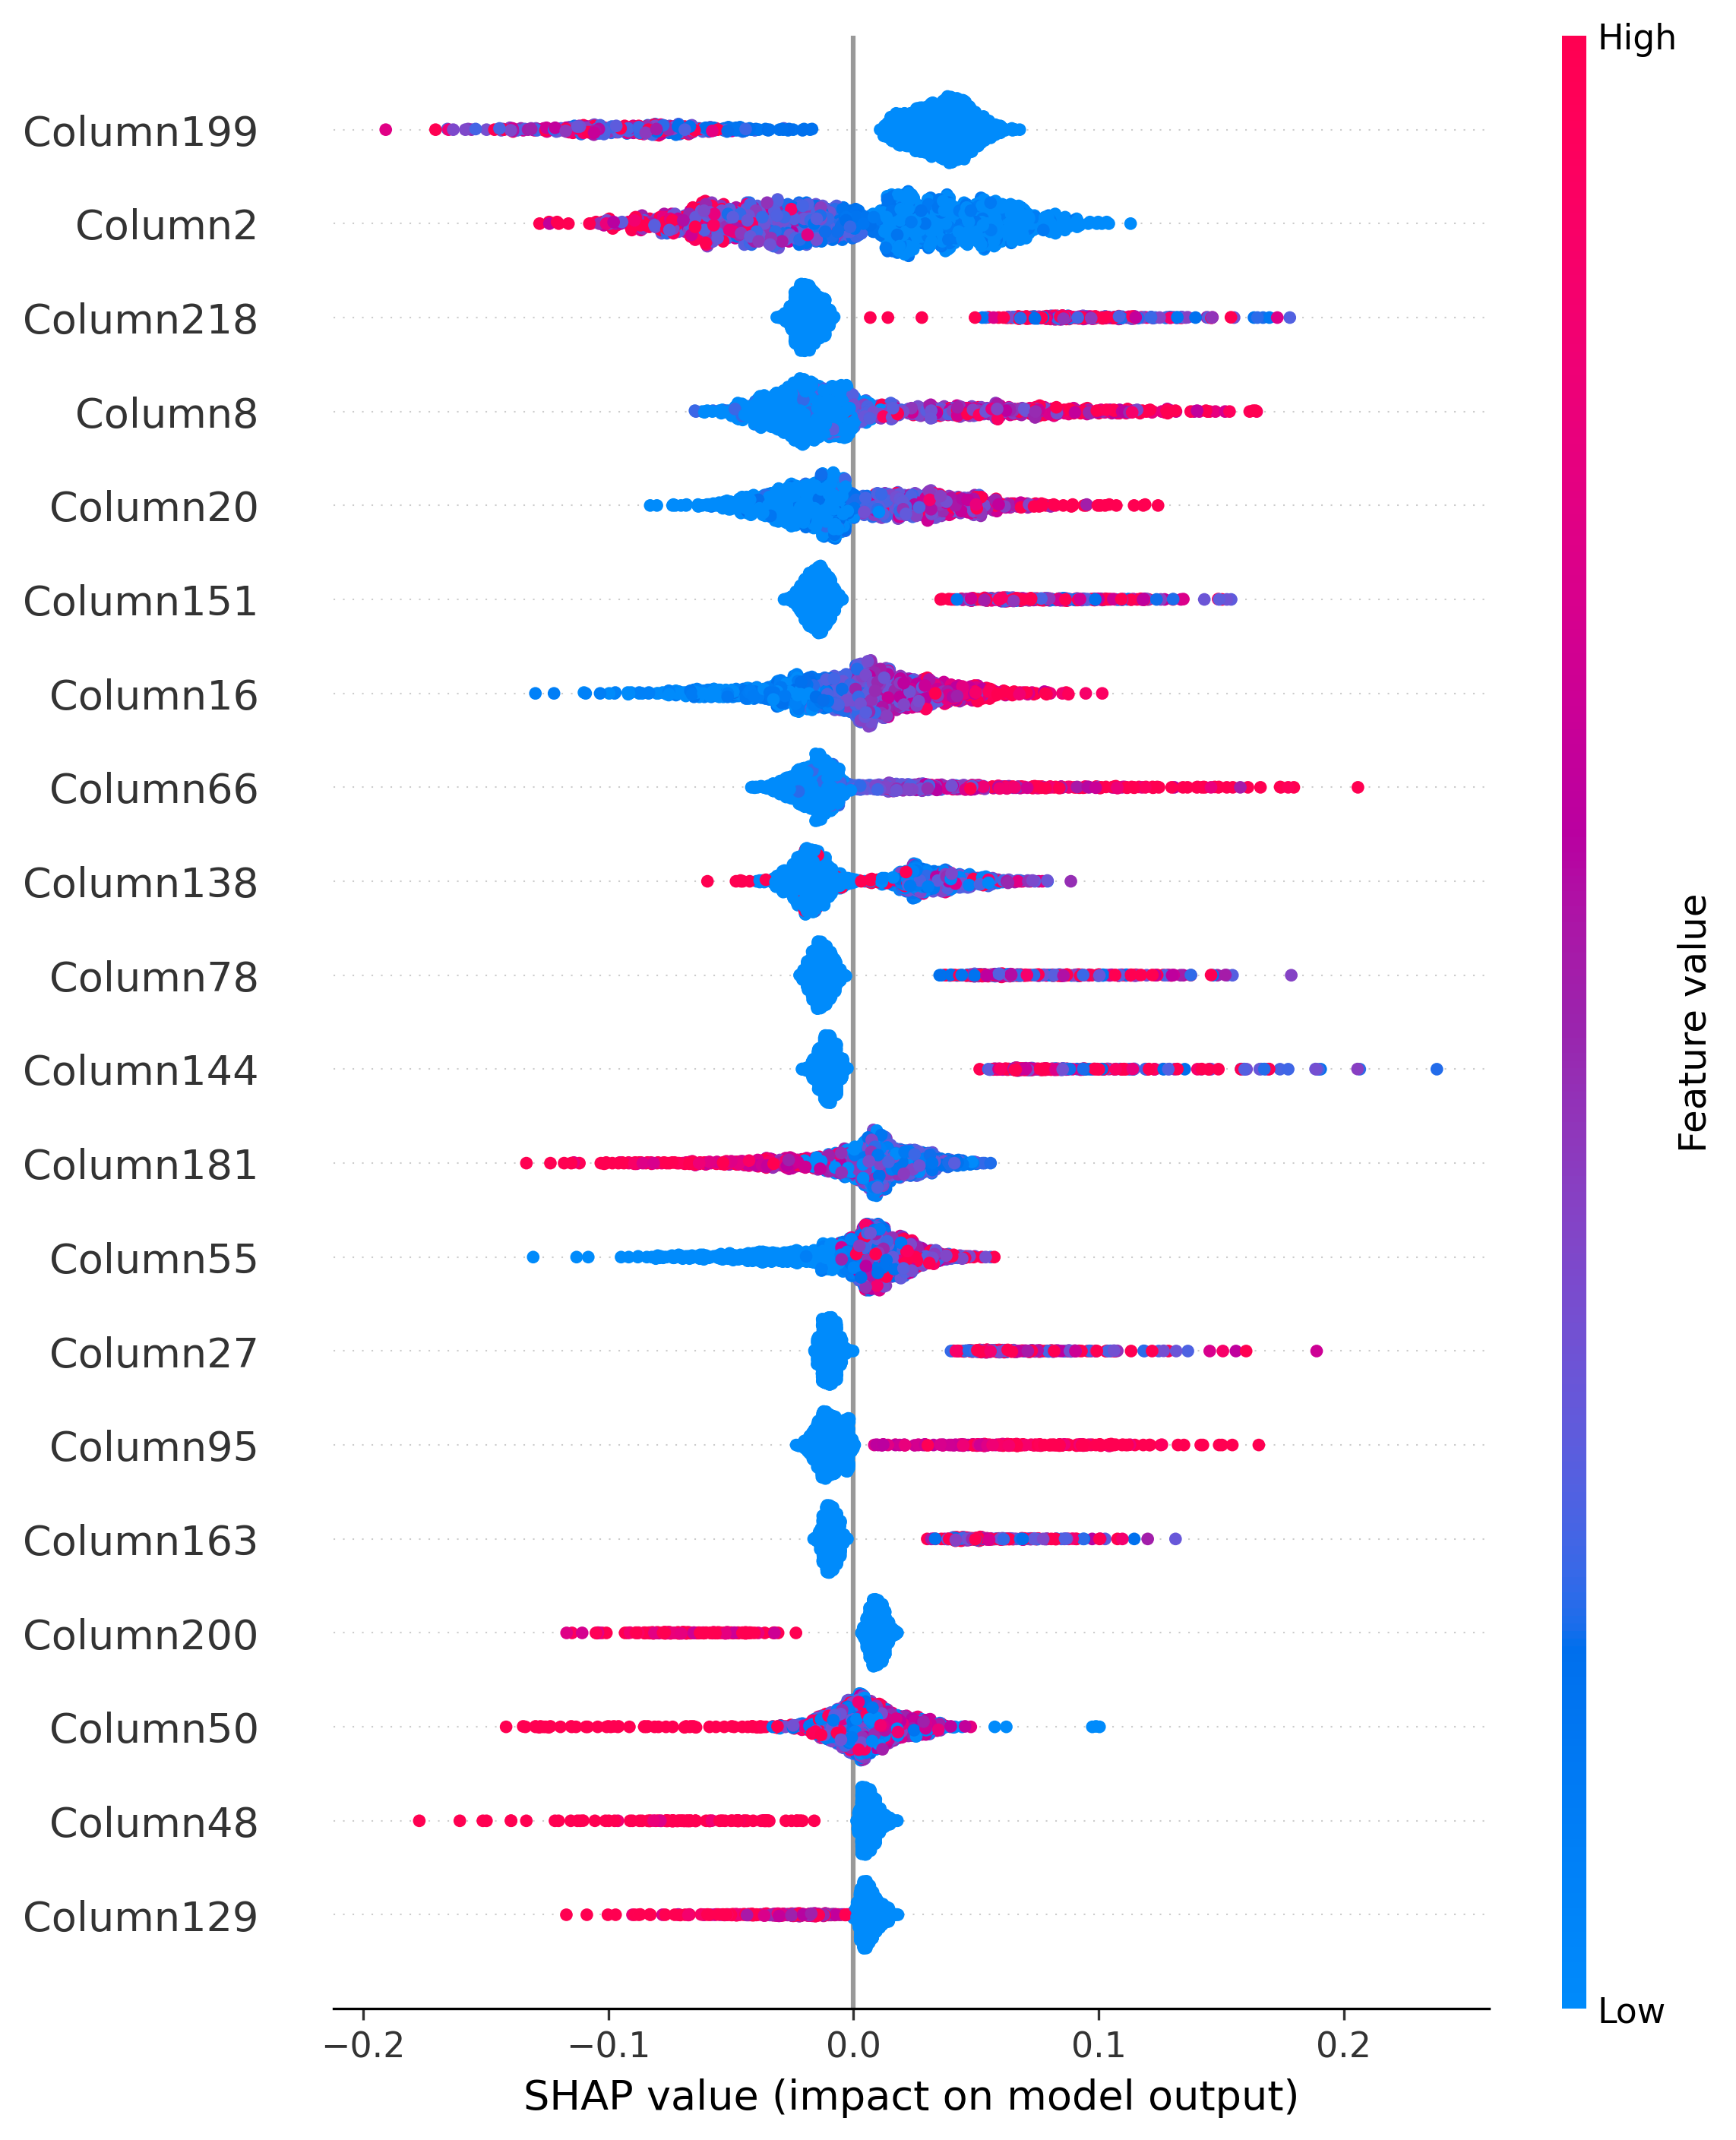 High
Column199
Column2
Column218
Column8
Column20
Column151
Column16
Column66
Column138
Column78
Column144
Column181
Column55
Column27
Column95
Column163
Column200
Column50
Column48
Column129
Feature value
Low
−0.2 −0.1 0.0 0.1 0.2
SHAP value (impact on model output)